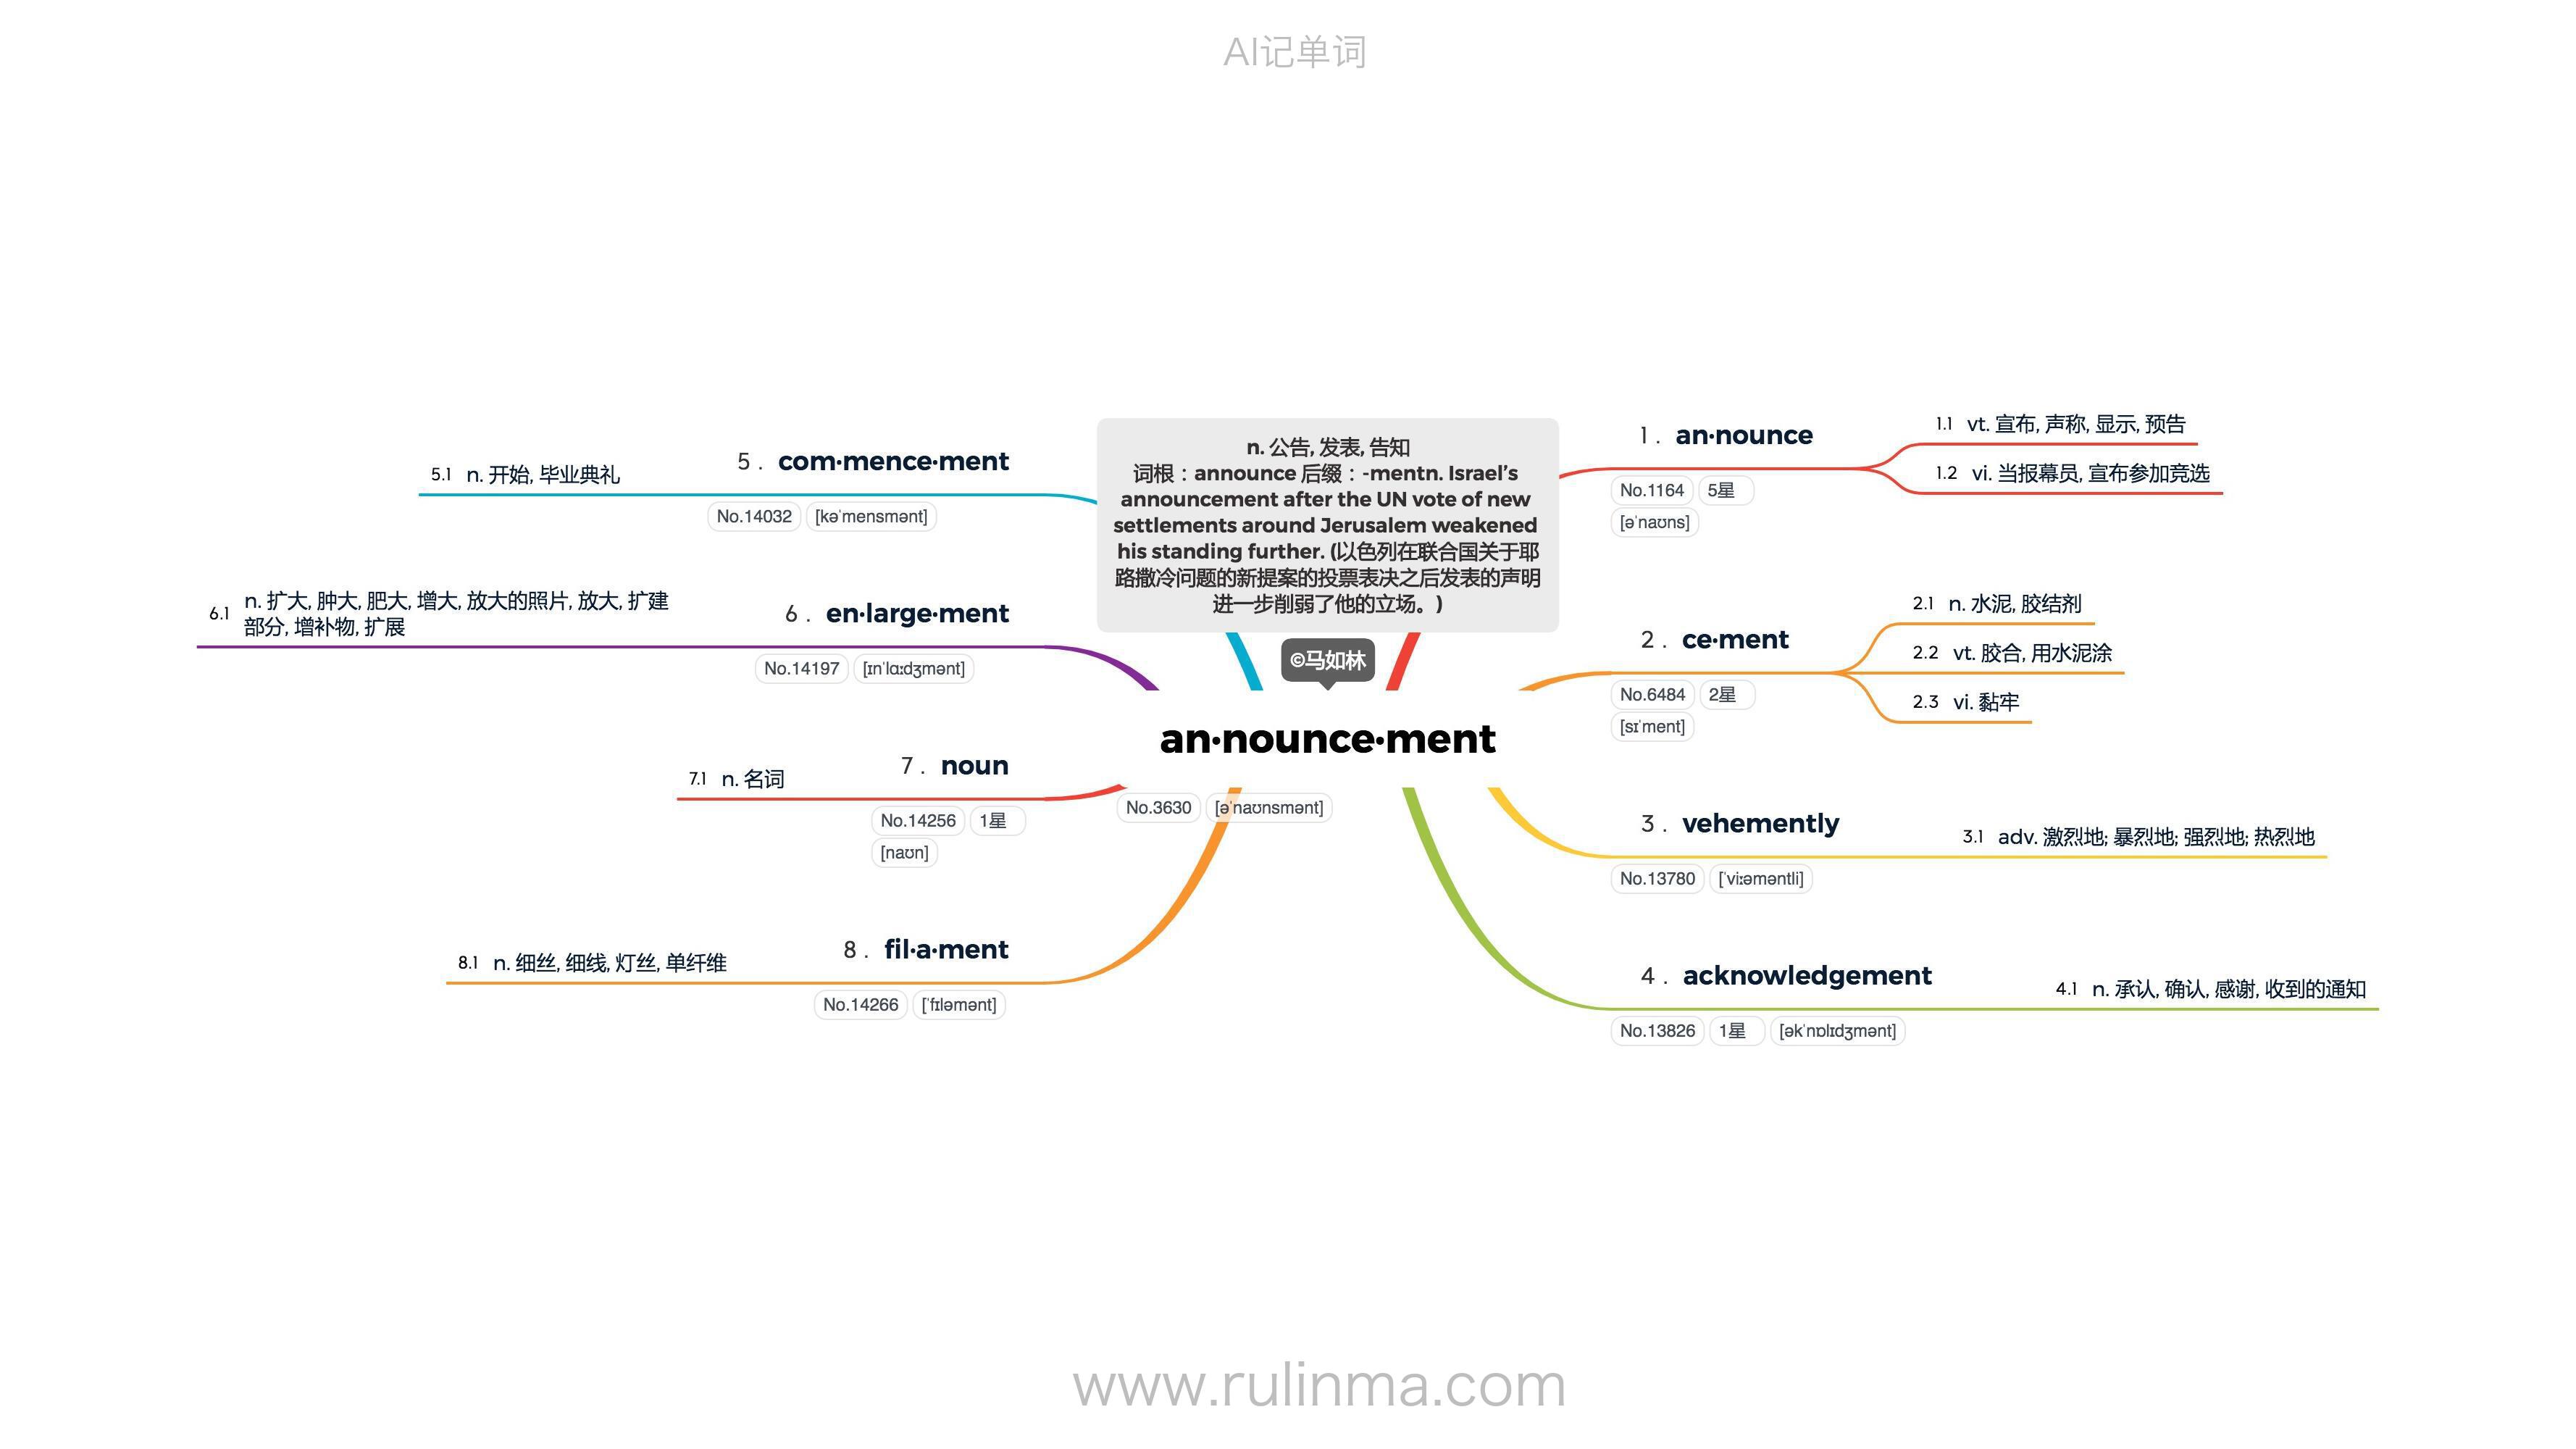 AI记单词
n. 公告, 发表, 告知
词根：announce 后缀：-mentn. Israel’s
announcement after the UN vote of new
settlements around Jerusalem weakened
his standing further. (以色列在联合国关于耶
路撒冷问题的新提案的投票表决之后发表的声明
进一步削弱了他的立场。)
©马如林
an·nounce·ment
No.3630 [əˈnaʊnsmənt]
1 . an·nounce
No.1164 5星
[əˈnaʊns]
1.1 vt. 宣布, 声称, 显示, 预告
1.2 vi. 当报幕员, 宣布参加竞选
2 . ce·ment
No.6484 2星
[sɪˈment]
2.1 n. 水泥, 胶结剂
2.2 vt. 胶合, 用水泥涂
2.3 vi. 黏牢
3 . vehemently
No.13780 [ˈviːəməntli]
3.1 adv. 激烈地; 暴烈地; 强烈地; 热烈地
4 . acknowledgement
No.13826 1星 [əkˈnɒlɪdʒmənt]
4.1 n. 承认, 确认, 感谢, 收到的通知
5 . com·mence·ment
No.14032 [kəˈmensmənt]
5.1 n. 开始, 毕业典礼
6 . en·large·ment
No.14197 [ɪnˈlɑːdʒmənt]
6.1 n. 扩大, 肿大, 肥大, 增大, 放大的照片, 放大, 扩建
部分, 增补物, 扩展
7 . noun
No.14256 1星
[naʊn]
7.1 n. 名词
8 . fil·a·ment
No.14266 [ˈfɪləmənt]
8.1 n. 细丝, 细线, 灯丝, 单纤维
www.rulinma.com